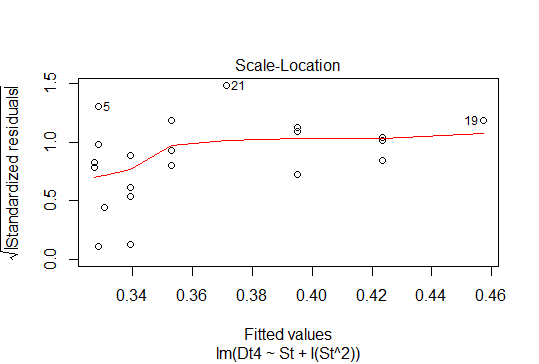 Scale-Location
√|Standardized residuals|
1.5
1.0
0.5
0.0
5
21
19
0.34 0.36 0.38 0.40 0.42 0.44 0.46
Fitted values
lm(Dt4 ~ St + I(St^2))